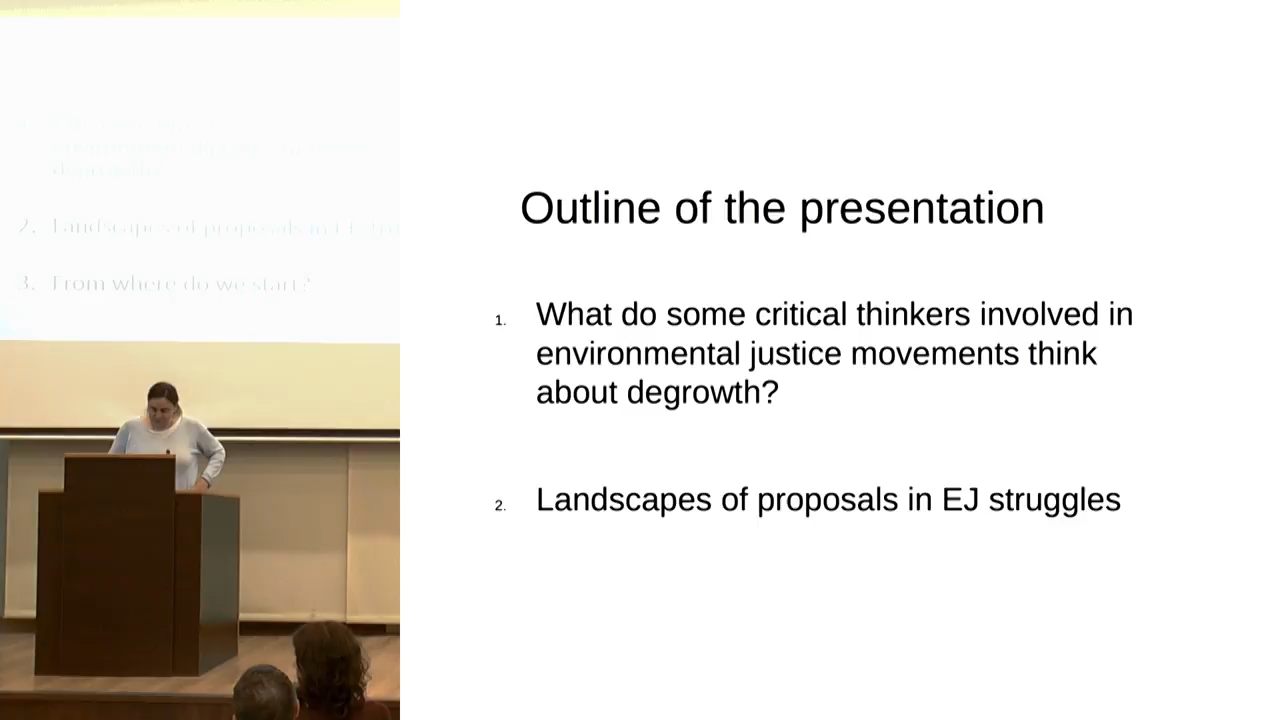 2. Landscapes of proposals in EJ
3. From where do we start?
Outline of the presentation
1. What do some critical thinkers involved in
environmental justice movements think
about degrowth?
2. Landscapes of proposals in EJ struggles